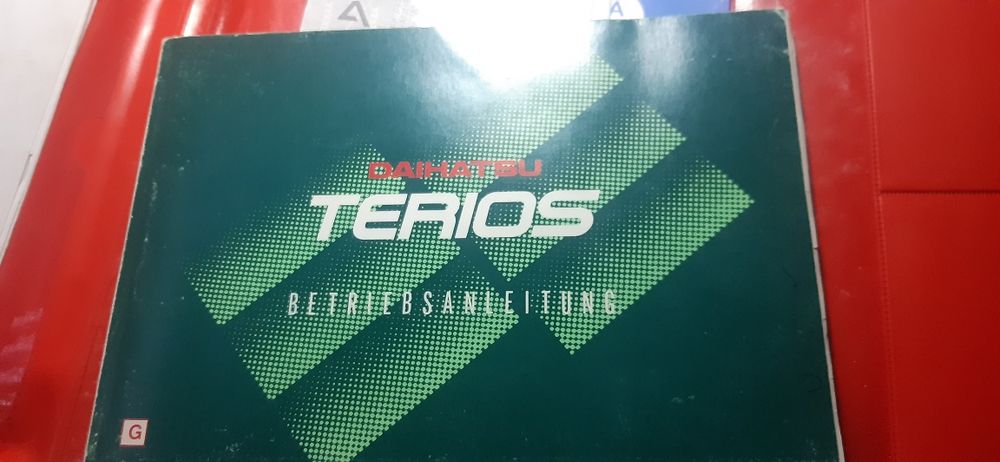 A
DAIHATSU
TERIOS
BETRIEBSANLEITUNG
G